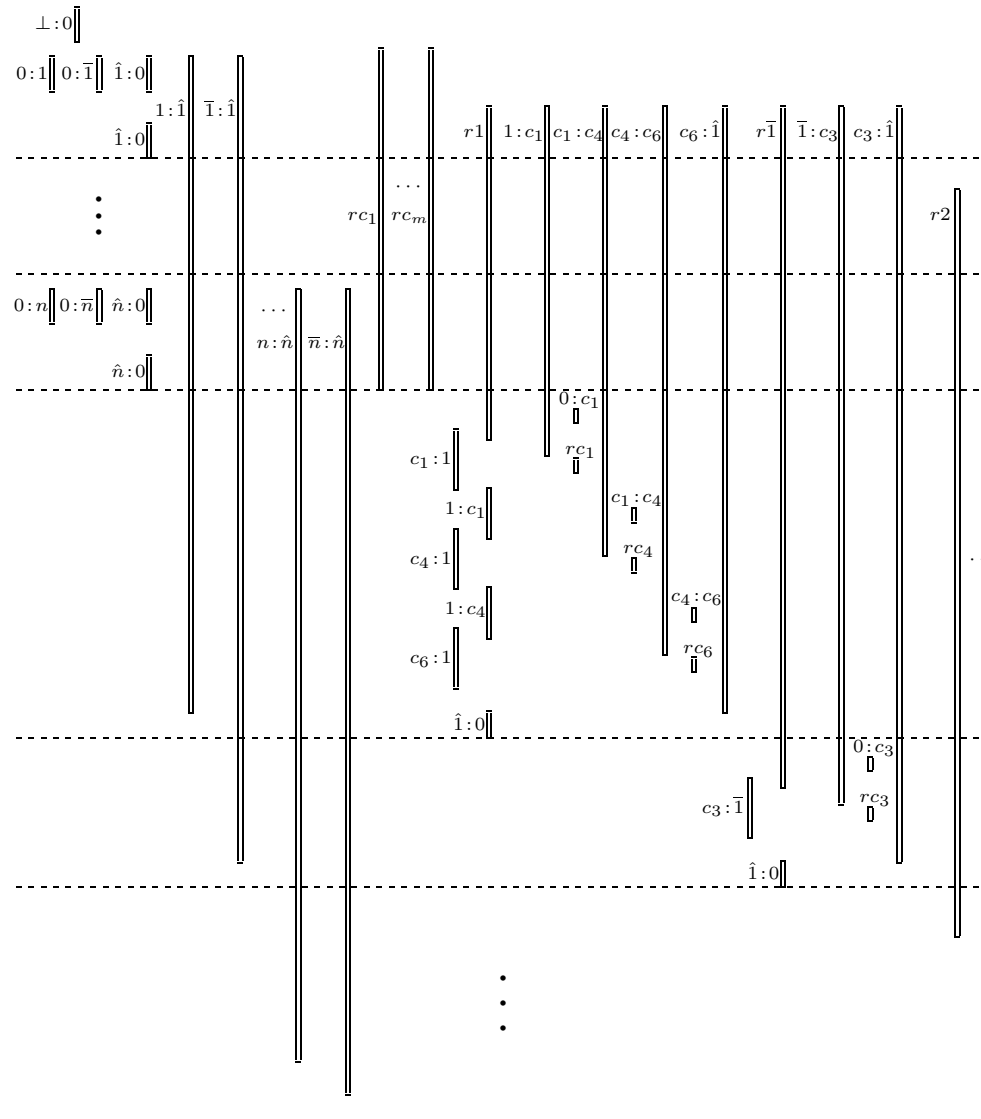 ⊥:0
0:1 0:1̅ 1̂:0
1:1̂ 1̅:1̂
1̂:0 r1 1:c₁ c₁:c₄ c₄:c₆ c₆:1̂ r1̅ 1̅:c₃ c₃:1̂
...
rc₁ rcₘ r2
0:n 0:n̅ n̂:0
...
n:n̂ n̅:n̂
n̂:0
0:c₁
rc₁
c₁:1
c₁:c₄
1:c₁
rc₄
c₄:1
c₄:c₆
1:c₄
rc₆
c₆:1
1̂:0
0:c₃
rc₃
c₃:1̅
1̂:0